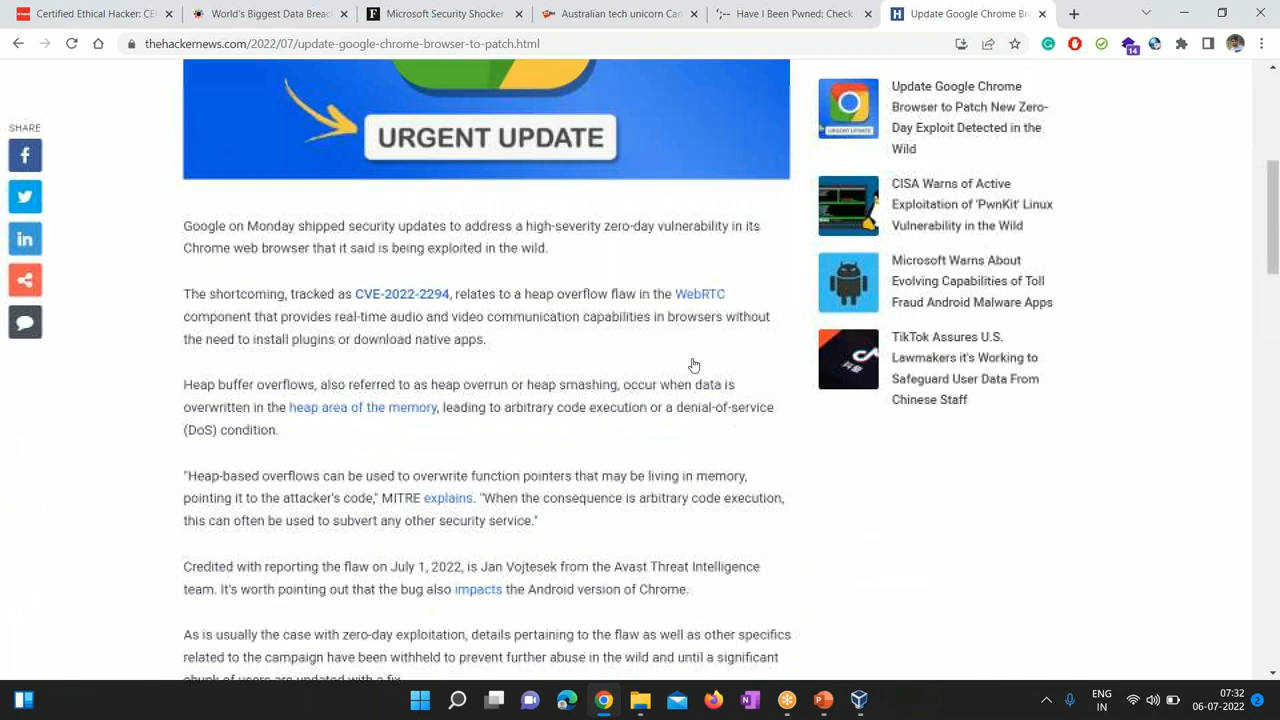 Certified Ethical Hacker: CE
World's Biggest Data Breac
Microsoft Security Shocker
Australian tech unicorn Can
Have I Been Pwned: Check
Update Google Chrome Bro
thehackernews.com/2022/07/update-google-chrome-browser-to-patch.html
14
SHARE
URGENT UPDATE
Google on Monday shipped security updates to address a high-severity zero-day vulnerability in its
Chrome web browser that it said is being exploited in the wild.
The shortcoming, tracked as CVE-2022-2294, relates to a heap overflow flaw in the WebRTC
component that provides real-time audio and video communication capabilities in browsers without
the need to install plugins or download native apps.
Heap buffer overflows, also referred to as heap overrun or heap smashing, occur when data is
overwritten in the heap area of the memory, leading to arbitrary code execution or a denial-of-service
(DoS) condition.
"Heap-based overflows can be used to overwrite function pointers that may be living in memory,
pointing it to the attacker's code," MITRE explains. "When the consequence is arbitrary code execution,
this can often be used to subvert any other security service."
Credited with reporting the flaw on July 1, 2022, is Jan Vojtesek from the Avast Threat Intelligence
team. It's worth pointing out that the bug also impacts the Android version of Chrome.
As is usually the case with zero-day exploitation, details pertaining to the flaw as well as other specifics
related to the campaign have been withheld to prevent further abuse in the wild and until a significant
chunk of users are updated with a fix.
Update Google Chrome
Browser to Patch New Zero-
Day Exploit Detected in the
Wild
CISA Warns of Active
Exploitation of 'PwnKit' Linux
Vulnerability in the Wild
Microsoft Warns About
Evolving Capabilities of Toll
Fraud Android Malware Apps
TikTok Assures U.S.
Lawmakers it's Working to
Safeguard User Data From
Chinese Staff
ENG
IN
07:32
06-07-2022
2